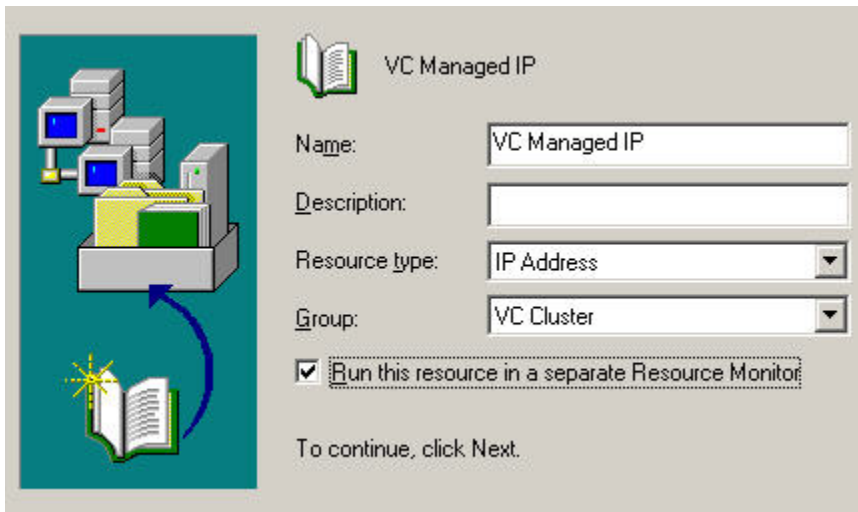 VC Managed IP
Name: VC Managed IP
Description:
Resource type: IP Address
Group: VC Cluster
Run this resource in a separate Resource Monitor
To continue, click Next.